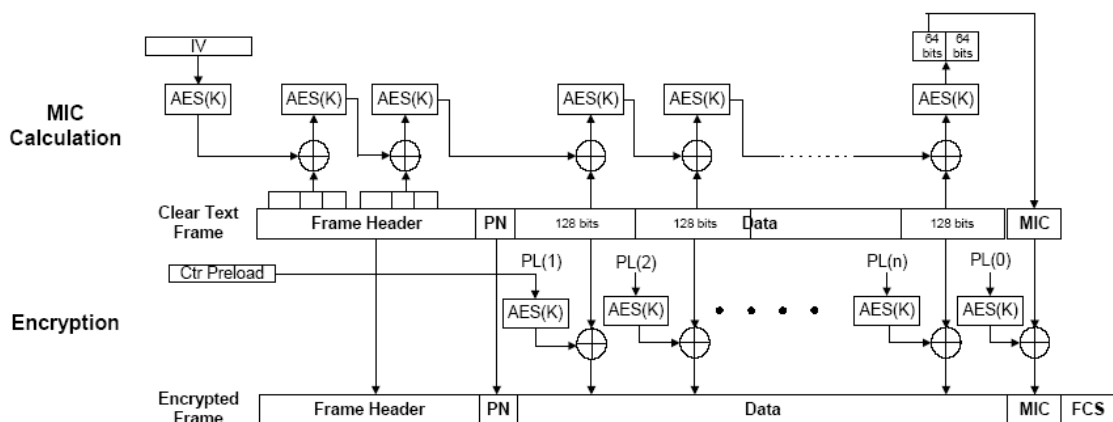 64 bits
64 bits
IV
AES(K)
AES(K)
AES(K)
AES(K)
AES(K)
AES(K)
MIC
Calculation
Clear Text
Frame
Frame Header
PN
128 bits
128 bits
Data
128 bits
MIC
Ctr Preload
PL(1)
PL(2)
PL(n)
PL(0)
AES(K)
AES(K)
AES(K)
AES(K)
Encryption
Encrypted
Frame
Frame Header
PN
Data
MIC
FCS